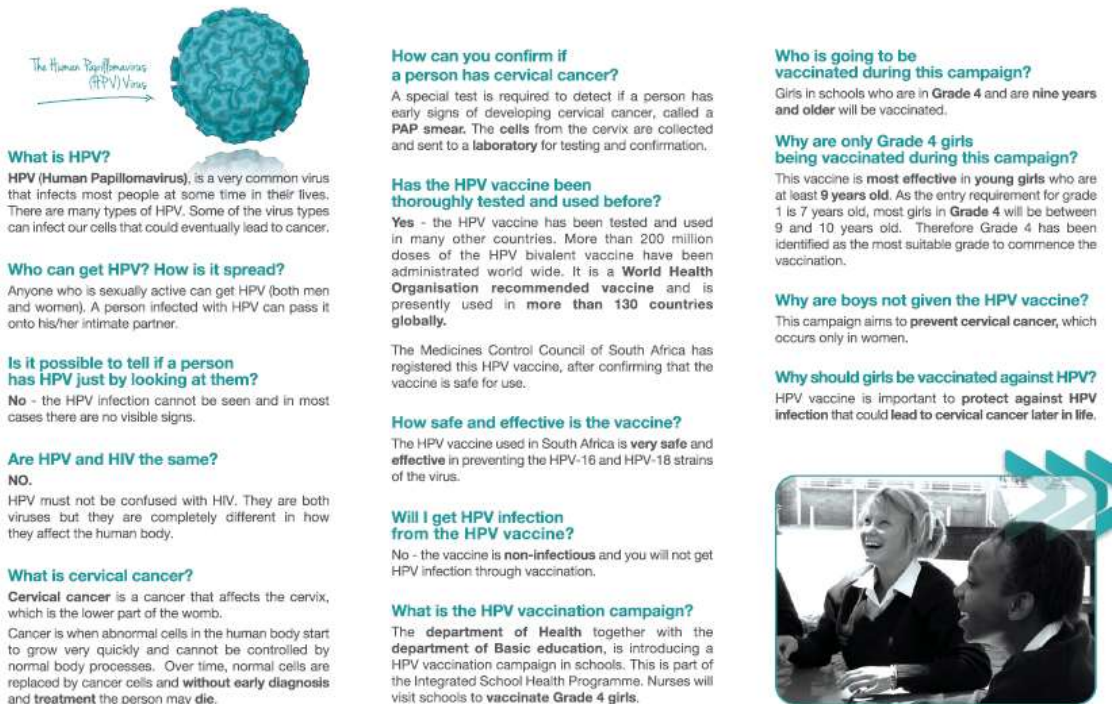 The Human Papillomavirus
(HPV) Virus
What is HPV?
HPV (Human Papillomavirus), is a very common virus
that infects most people at some time in their lives.
There are many types of HPV. Some of the virus types
can infect our cells that could eventually lead to cancer.
Who can get HPV? How is it spread?
Anyone who is sexually active can get HPV (both men
and women). A person infected with HPV can pass it
onto his/her intimate partner.
Is it possible to tell if a person
has HPV just by looking at them?
No - the HPV infection cannot be seen and in most
cases there are no visible signs.
Are HPV and HIV the same?
NO.
HPV must not be confused with HIV. They are both
viruses but they are completely different in how
they affect the human body.
What is cervical cancer?
Cervical cancer is a cancer that affects the cervix,
which is the lower part of the womb.
Cancer is when abnormal cells in the human body start
to grow very quickly and cannot be controlled by
normal body processes. Over time, normal cells are
replaced by cancer cells and without early diagnosis
and treatment the person may die.
How can you confirm if
a person has cervical cancer?
A special test is required to detect if a person has
early signs of developing cervical cancer, called a
PAP smear. The cells from the cervix are collected
and sent to a laboratory for testing and confirmation.
Has the HPV vaccine been
thoroughly tested and used before?
Yes - the HPV vaccine has been tested and used
in many other countries. More than 200 million
doses of the HPV bivalent vaccine have been
administrated world wide. It is a World Health
Organisation recommended vaccine and is
presently used in more than 130 countries
globally.
The Medicines Control Council of South Africa has
registered this HPV vaccine, after confirming that the
vaccine is safe for use.
How safe and effective is the vaccine?
The HPV vaccine used in South Africa is very safe and
effective in preventing the HPV-16 and HPV-18 strains
of the virus.
Will I get HPV infection
from the HPV vaccine?
No - the vaccine is non-infectious and you will not get
HPV infection through vaccination.
What is the HPV vaccination campaign?
The department of Health together with the
department of Basic education, is introducing a
HPV vaccination campaign in schools. This is part of
the Integrated School Health Programme. Nurses will
visit schools to vaccinate Grade 4 girls.
Who is going to be
vaccinated during this campaign?
Girls in schools who are in Grade 4 and are nine years
and older will be vaccinated.
Why are only Grade 4 girls
being vaccinated during this campaign?
This vaccine is most effective in young girls who are
at least 9 years old. As the entry requirement for grade
1 is 7 years old, most girls in Grade 4 will be between
9 and 10 years old. Therefore Grade 4 has been
identified as the most suitable grade to commence the
vaccination.
Why are boys not given the HPV vaccine?
This campaign aims to prevent cervical cancer, which
occurs only in women.
Why should girls be vaccinated against HPV?
HPV vaccine is important to protect against HPV
infection that could lead to cervical cancer later in life.